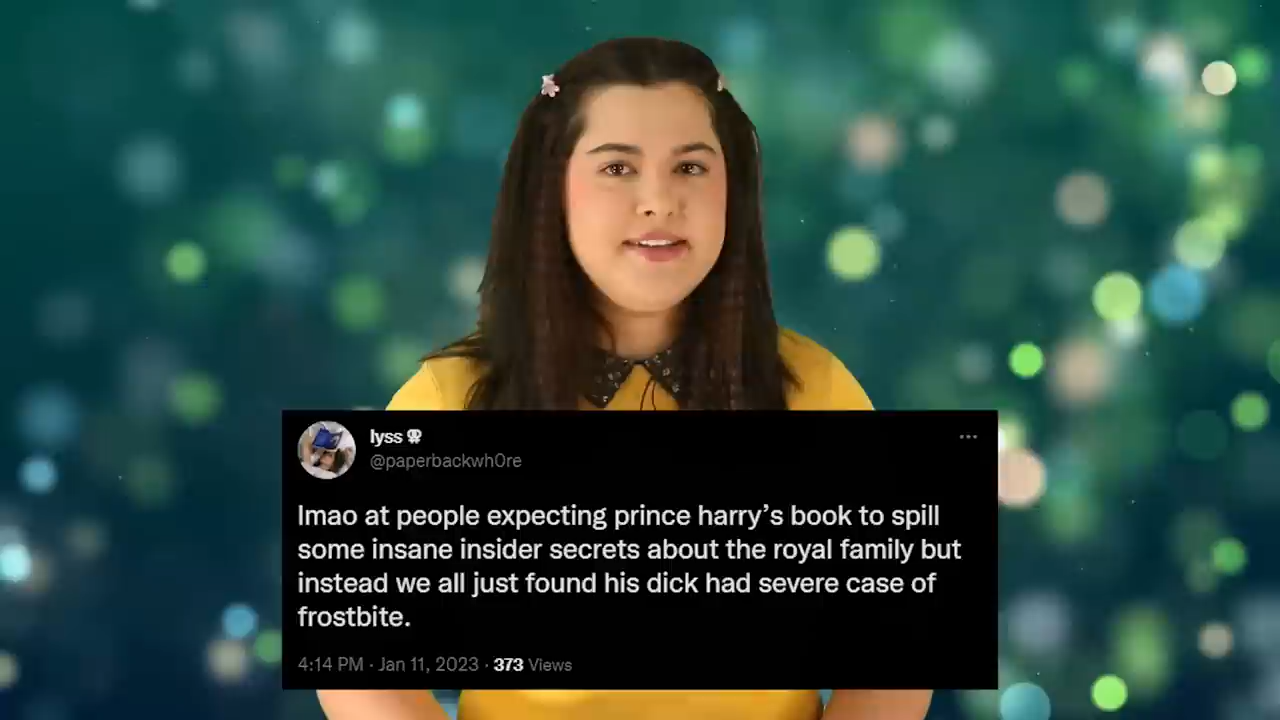 lyss
@paperbackwh0re
lmao at people expecting prince harry’s book to spill
some insane insider secrets about the royal family but
instead we all just found his dick had severe case of
frostbite.
4:14 PM · Jan 11, 2023 · 373 Views